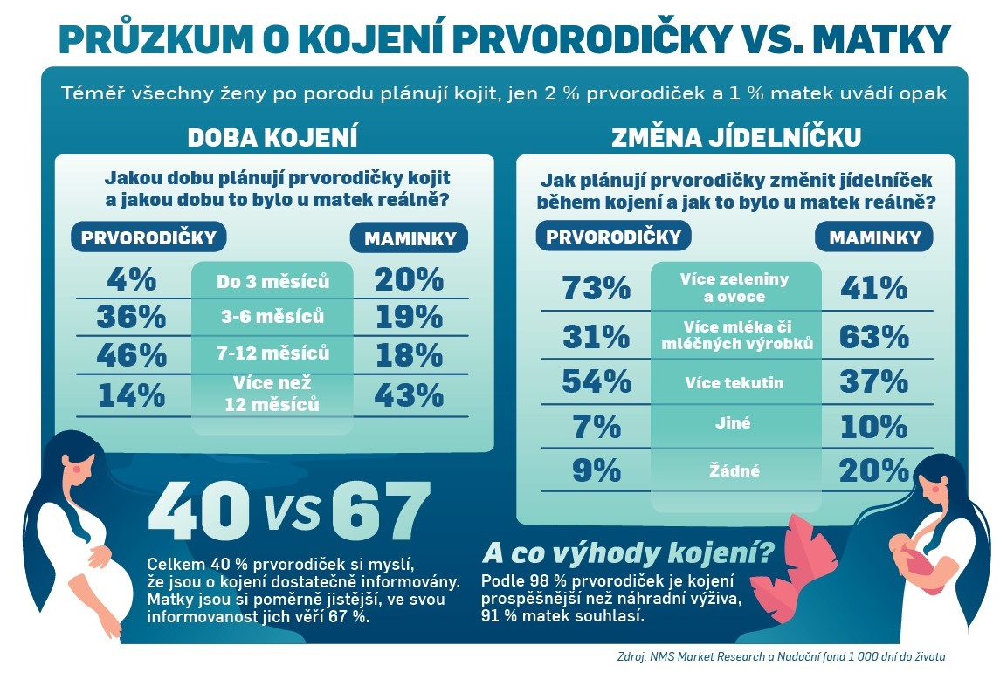 PRŮZKUM O KOJENÍ PRVORODIČKY VS. MATKY
Téměř všechny ženy po porodu plánují kojit, jen 2 % prvorodiček a 1 % matek uvádí opak
DOBA KOJENÍ
Jakou dobu plánují prvorodičky kojit
a jakou dobu to bylo u matek reálně?
PRVORODIČKY MAMINKY
4% Do 3 měsíců 20%
36% 3-6 měsíců 19%
46% 7-12 měsíců 18%
14% Více než
12 měsíců 43%
ZMĚNA JÍDELNÍČKU
Jak plánují prvorodičky změnit jídelníček
během kojení a jak to bylo u matek reálně?
PRVORODIČKY MAMINKY
73% Více zeleniny
a ovoce 41%
31% Více mléka či
mléčných výrobků 63%
54% Více tekutin 37%
7% Jiné 10%
9% Žádné 20%
40 VS 67
Celkem 40 % prvorodiček si myslí,
že jsou o kojení dostatečně informovány.
Matky jsou si poměrně jistější, ve svou
informovanost jich věří 67 %.
A co výhody kojení?
Podle 98 % prvorodiček je kojení
prospěšnější než náhradní výživa,
91 % matek souhlasí.
Zdroj: NMS Market Research a Nadační fond 1 000 dní do života